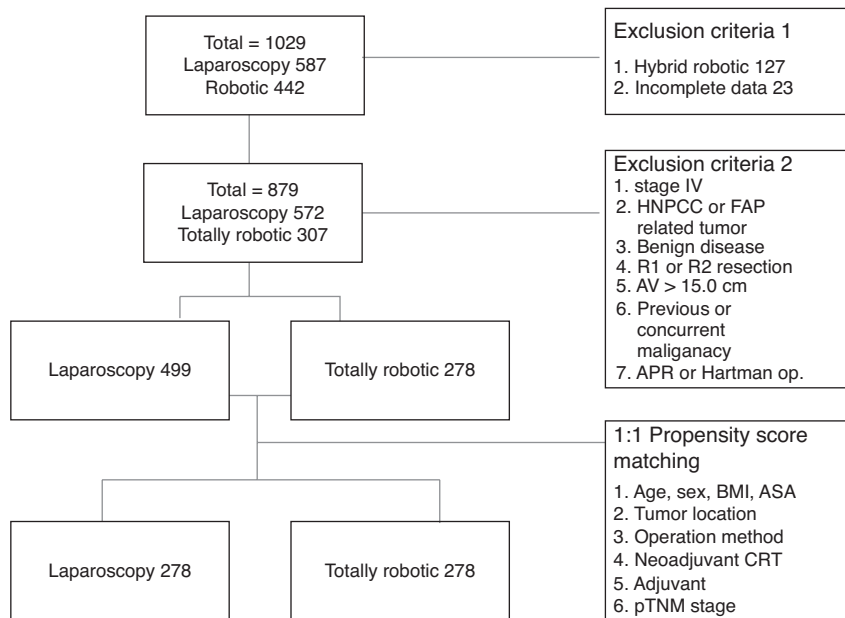 Total = 1029
Laparoscopy 587
Robotic 442
Exclusion criteria 1
1. Hybrid robotic 127
2. Incomplete data 23
Total = 879
Laparoscopy 572
Totally robotic 307
Exclusion criteria 2
1. stage IV
2. HNPCC or FAP
related tumor
3. Benign disease
4. R1 or R2 resection
5. AV > 15.0 cm
6. Previous or
concurrent
maliganacy
7. APR or Hartman op.
Laparoscopy 499
Totally robotic 278
1:1 Propensity score
matching
1. Age, sex, BMI, ASA
2. Tumor location
3. Operation method
4. Neoadjuvant CRT
5. Adjuvant
6. pTNM stage
Laparoscopy 278
Totally robotic 278